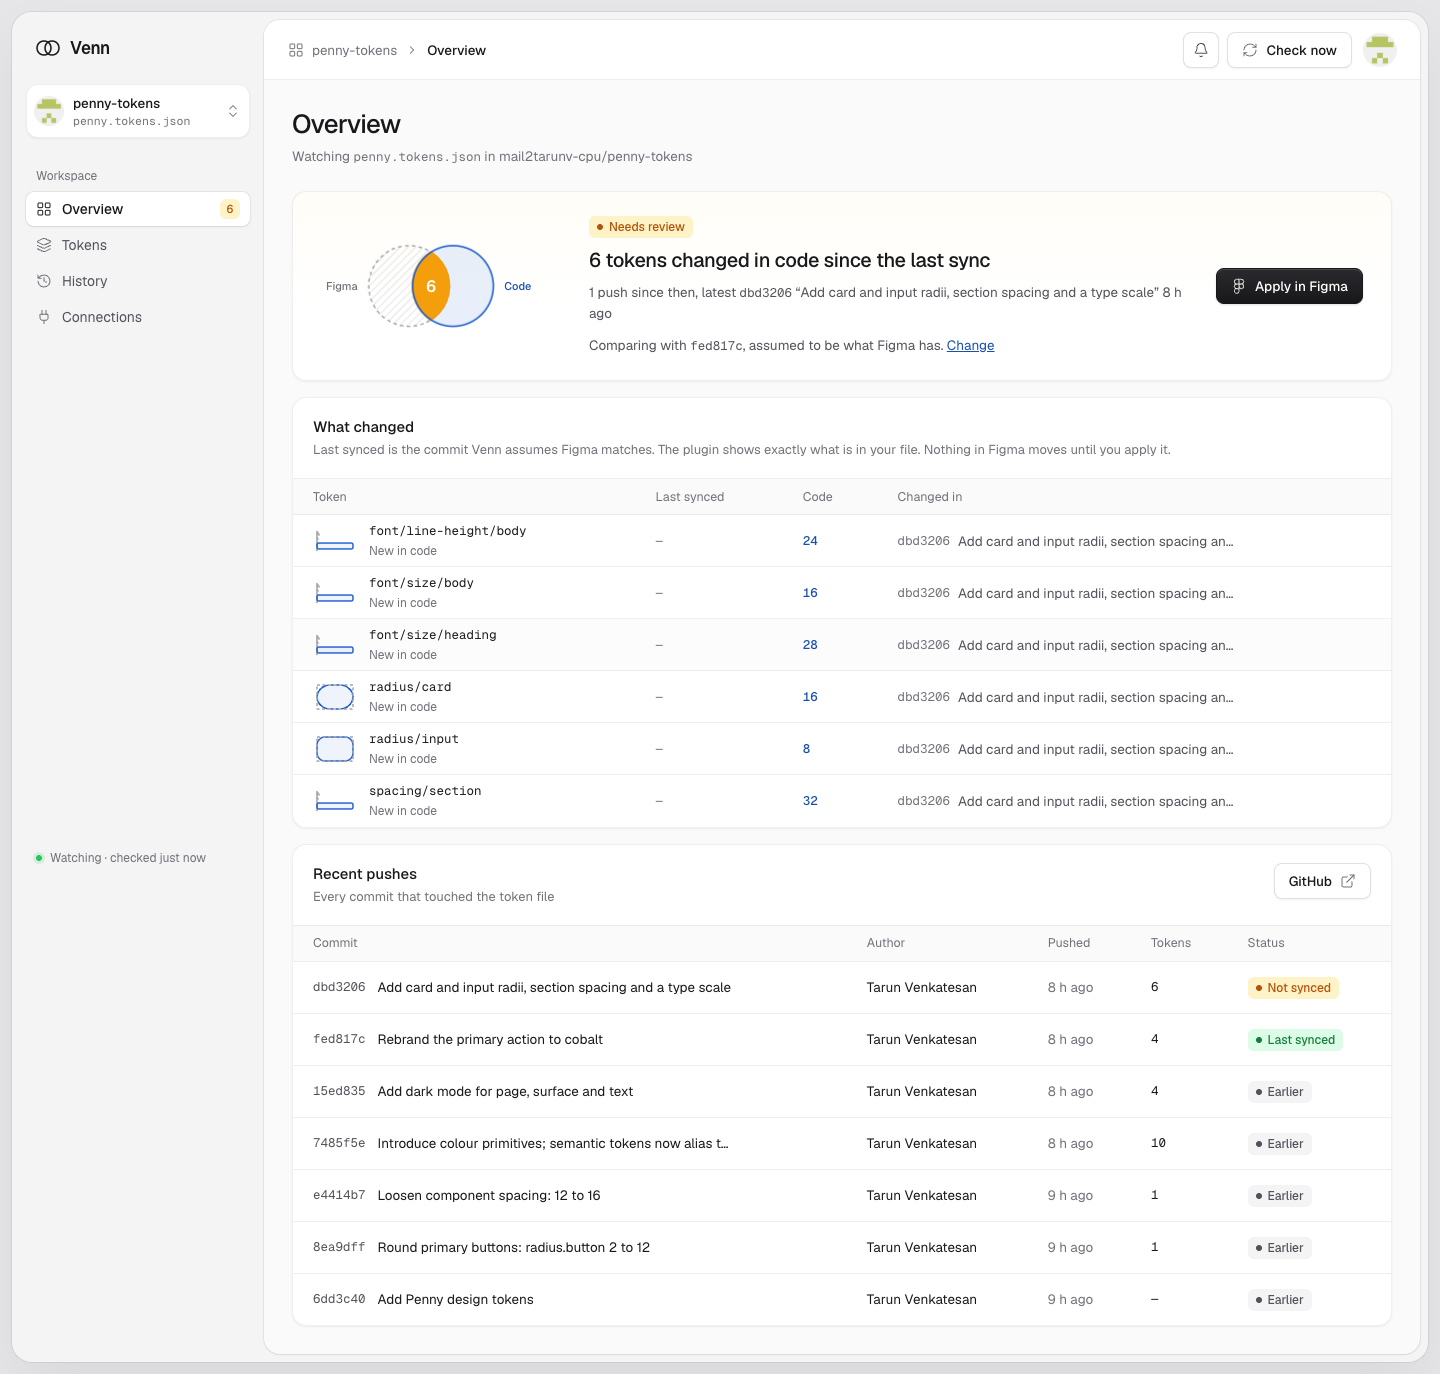 Venn
penny-tokens
penny.tokens.json
Workspace
Overview 6
Tokens
History
Connections
Watching · checked just now
penny-tokens > Overview
Check now
Overview
Watching penny.tokens.json in mail2tarunv-cpu/penny-tokens
Figma 6 Code
Needs review
6 tokens changed in code since the last sync
1 push since then, latest dbd3206 “Add card and input radii, section spacing and a type scale” 8 h
ago
Comparing with fed817c, assumed to be what Figma has. Change
Apply in Figma
What changed
Last synced is the commit Venn assumes Figma matches. The plugin shows exactly what is in your file. Nothing in Figma moves until you apply it.
Token Last synced Code Changed in
font/line-height/body
New in code
– 24 dbd3206 Add card and input radii, section spacing an…
font/size/body
New in code
– 16 dbd3206 Add card and input radii, section spacing an…
font/size/heading
New in code
– 28 dbd3206 Add card and input radii, section spacing an…
radius/card
New in code
– 16 dbd3206 Add card and input radii, section spacing an…
radius/input
New in code
– 8 dbd3206 Add card and input radii, section spacing an…
spacing/section
New in code
– 32 dbd3206 Add card and input radii, section spacing an…
Recent pushes
Every commit that touched the token file
GitHub
Commit Author Pushed Tokens Status
dbd3206 Add card and input radii, section spacing and a type scale Tarun Venkatesan 8 h ago 6 Not synced
fed817c Rebrand the primary action to cobalt Tarun Venkatesan 8 h ago 4 Last synced
15ed835 Add dark mode for page, surface and text Tarun Venkatesan 8 h ago 4 Earlier
7485f5e Introduce colour primitives; semantic tokens now alias t… Tarun Venkatesan 8 h ago 10 Earlier
e4414b7 Loosen component spacing: 12 to 16 Tarun Venkatesan 9 h ago 1 Earlier
8ea9dff Round primary buttons: radius.button 2 to 12 Tarun Venkatesan 9 h ago 1 Earlier
6dd3c40 Add Penny design tokens Tarun Venkatesan 9 h ago – Earlier